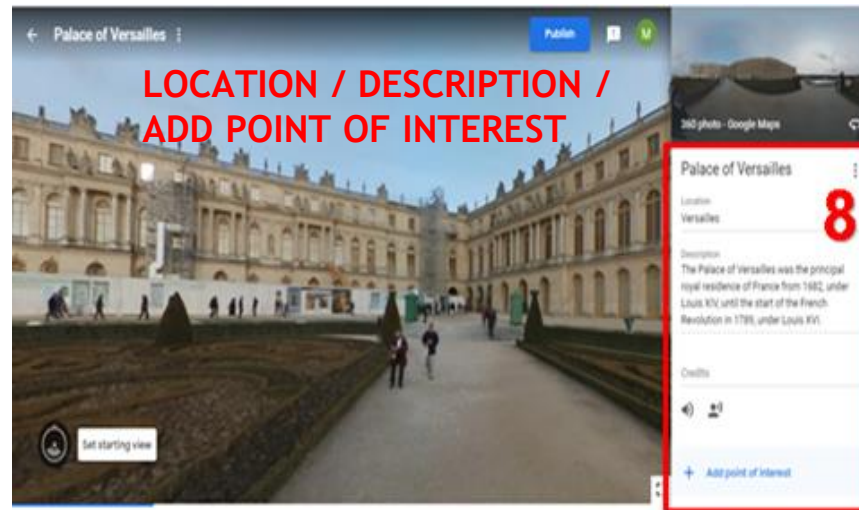 Palace of Versailles
Publish
M
LOCATION / DESCRIPTION /
ADD POINT OF INTEREST
Set starting view
360 photo - Google Maps
Palace of Versailles
8
Location
Versailles
Description
The Palace of Versailles was the principal
royal residence of France from 1682, under
Louis XIV, until the start of the French
Revolution in 1789, under Louis XVI.
Credits
+ Add point of interest